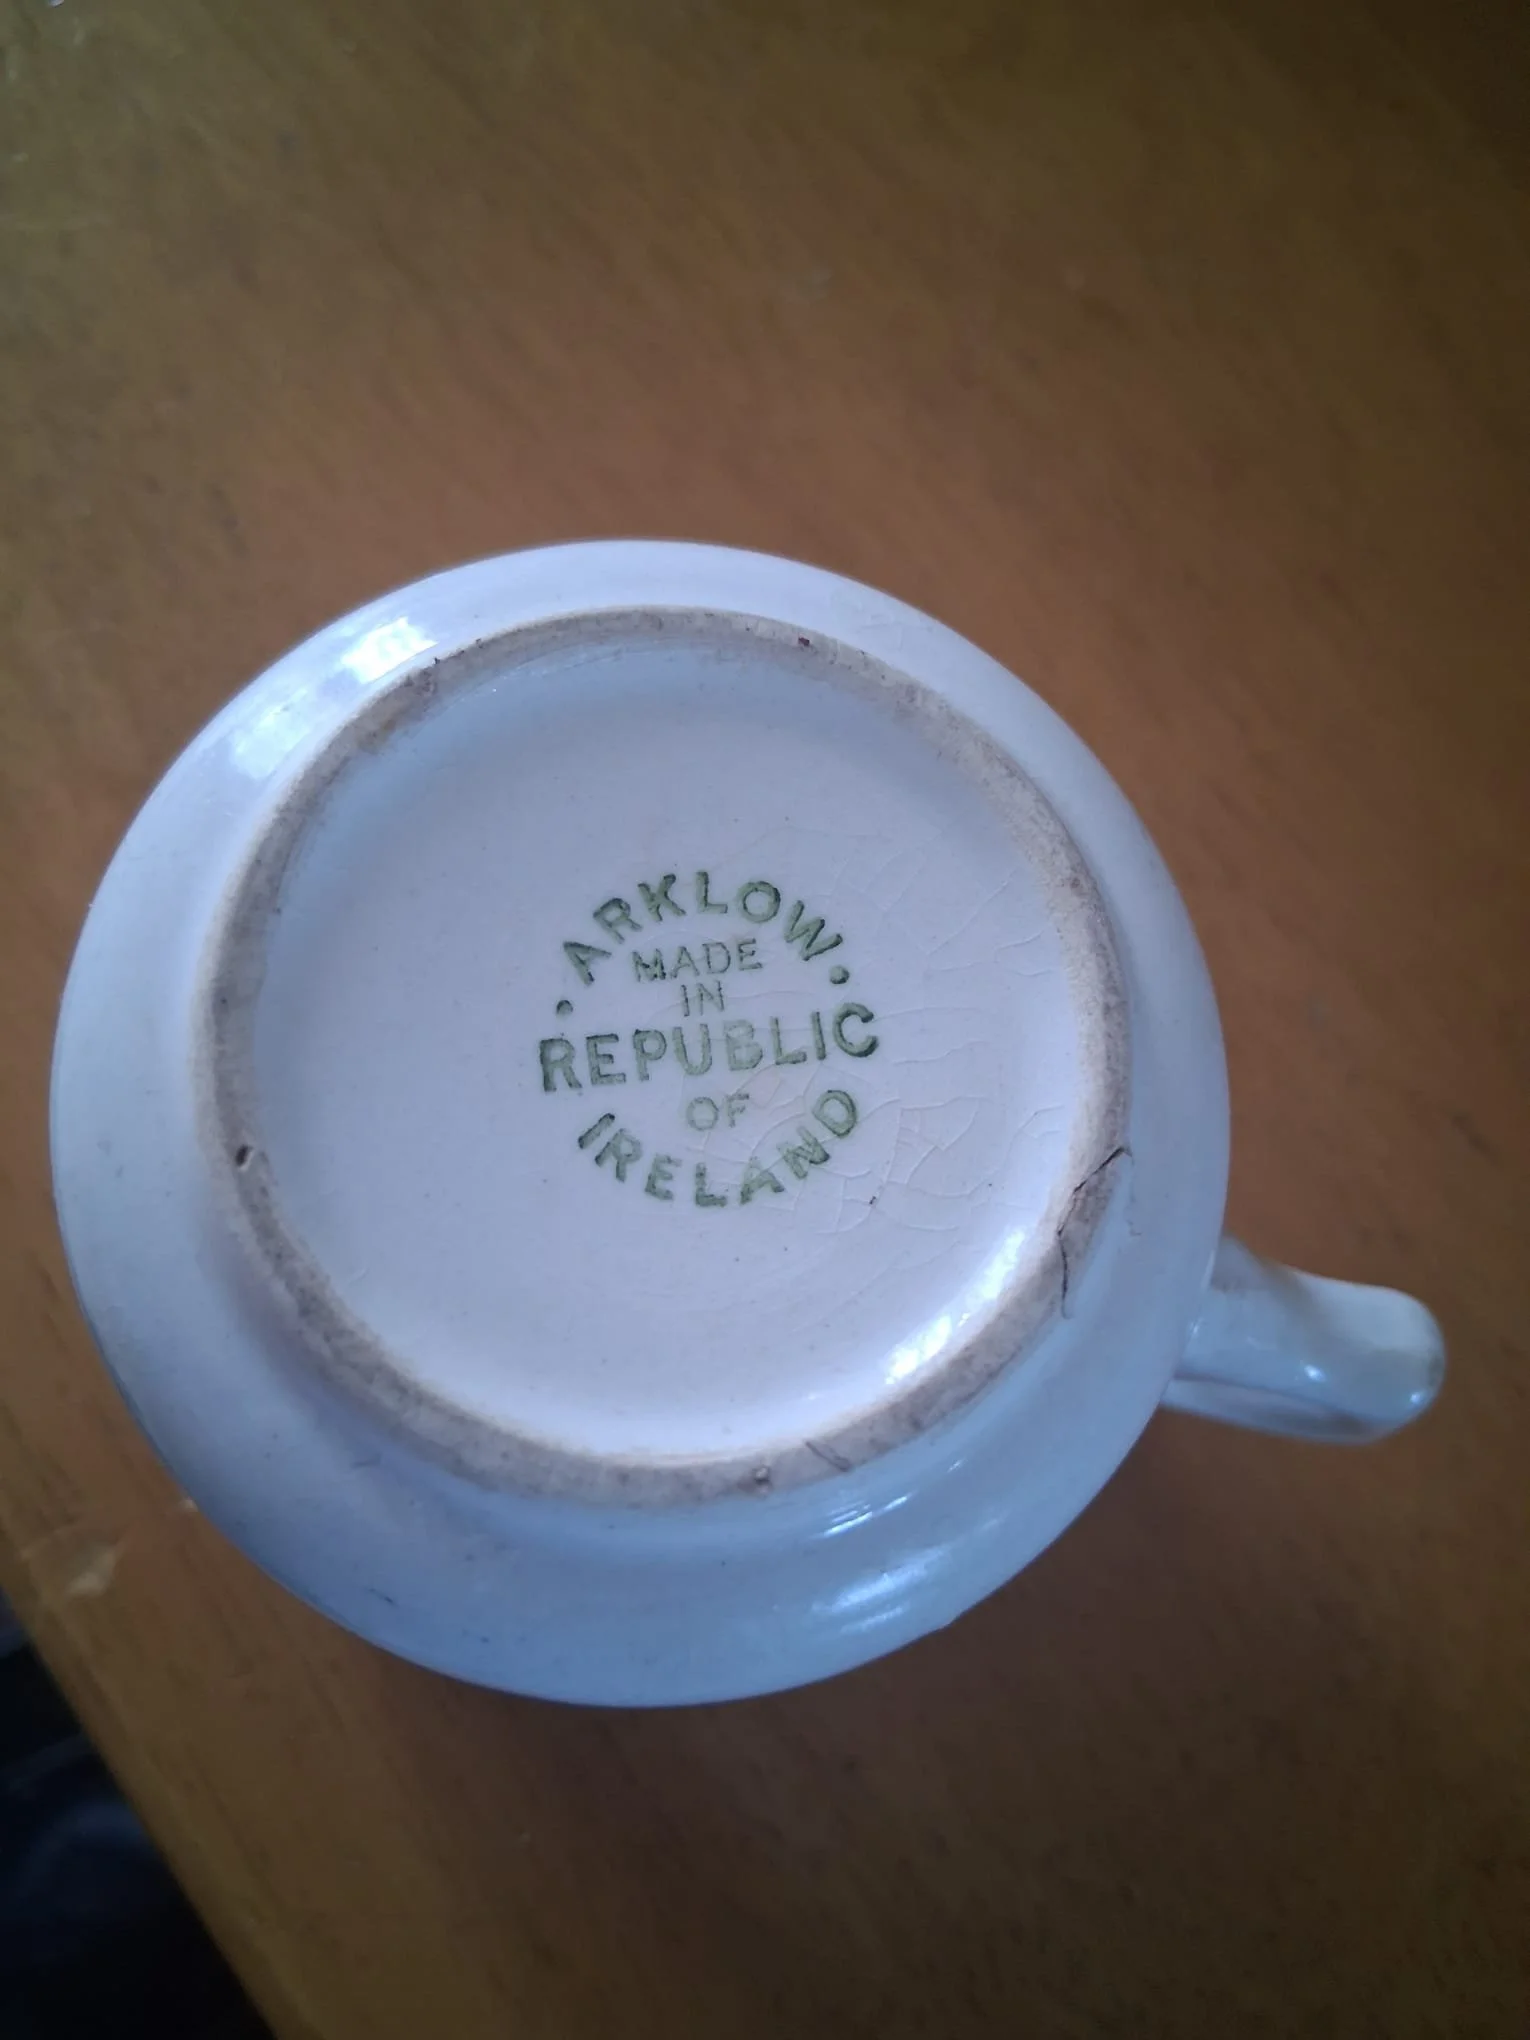 • ARKLOW •
MADE
IN
REPUBLIC
OF
IRELAND